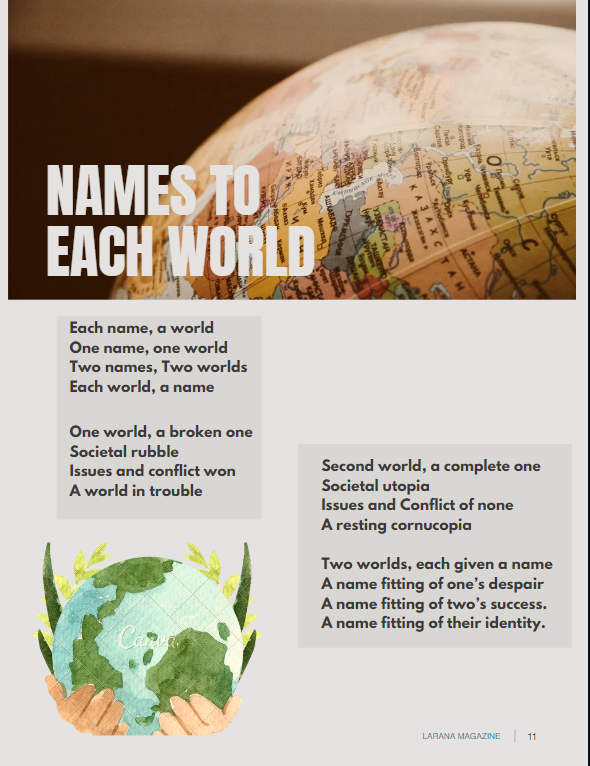 NAMES TO
EACH WORLD
Each name, a world
One name, one world
Two names, Two worlds
Each world, a name
One world, a broken one
Societal rubble
Issues and conflict won
A world in trouble
Second world, a complete one
Societal utopia
Issues and Conflict of none
A resting cornucopia
Two worlds, each given a name
A name fitting of one's despair
A name fitting of two's success.
A name fitting of their identity.
Canva
LARANA MAGAZINE
11